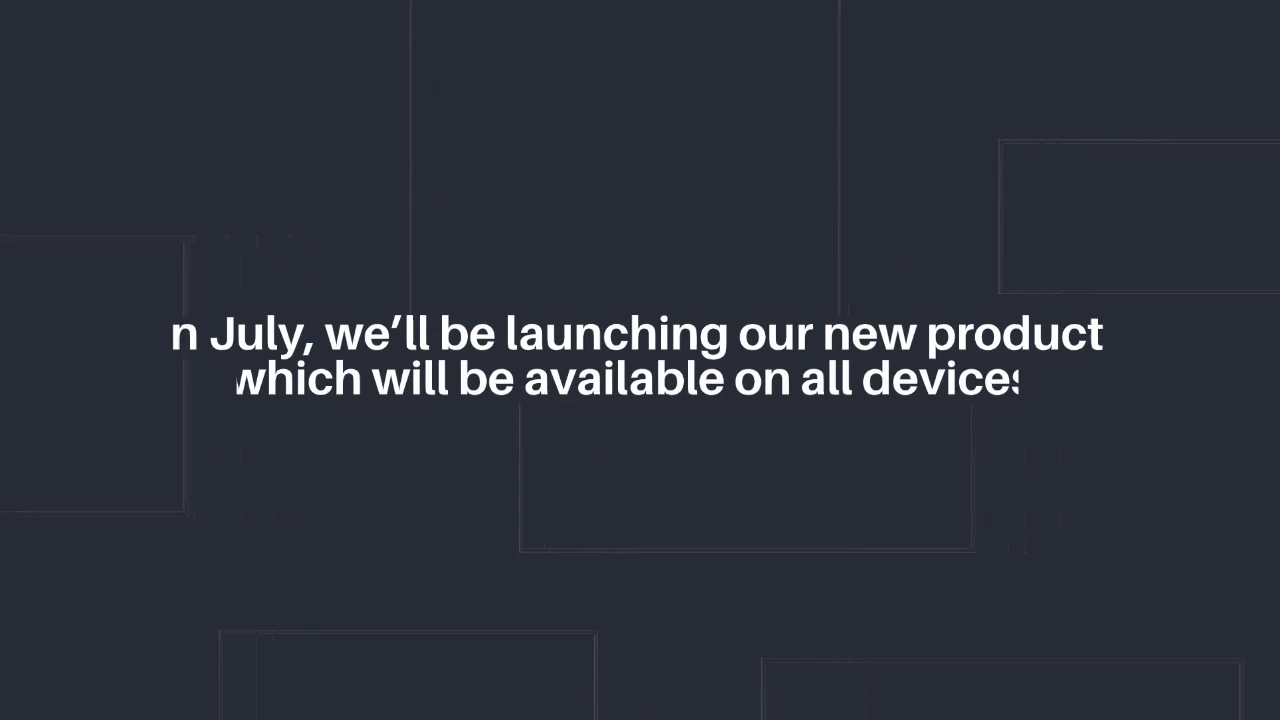 n July, we’ll be launching our new product
which will be available on all devices